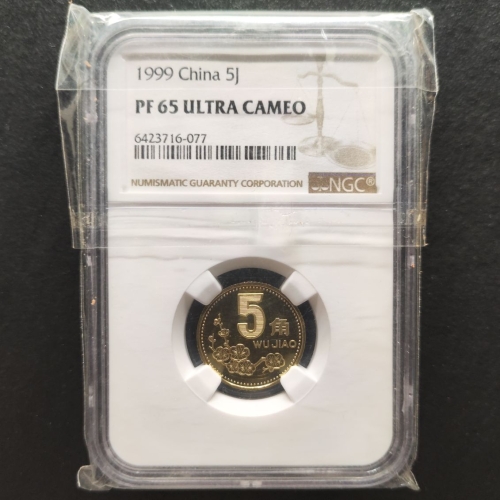 1999 China 5J
PF 65 ULTRA CAMEO
6423716-077
NUMISMATIC GUARANTY CORPORATION NGC®
5角
WU JIAO